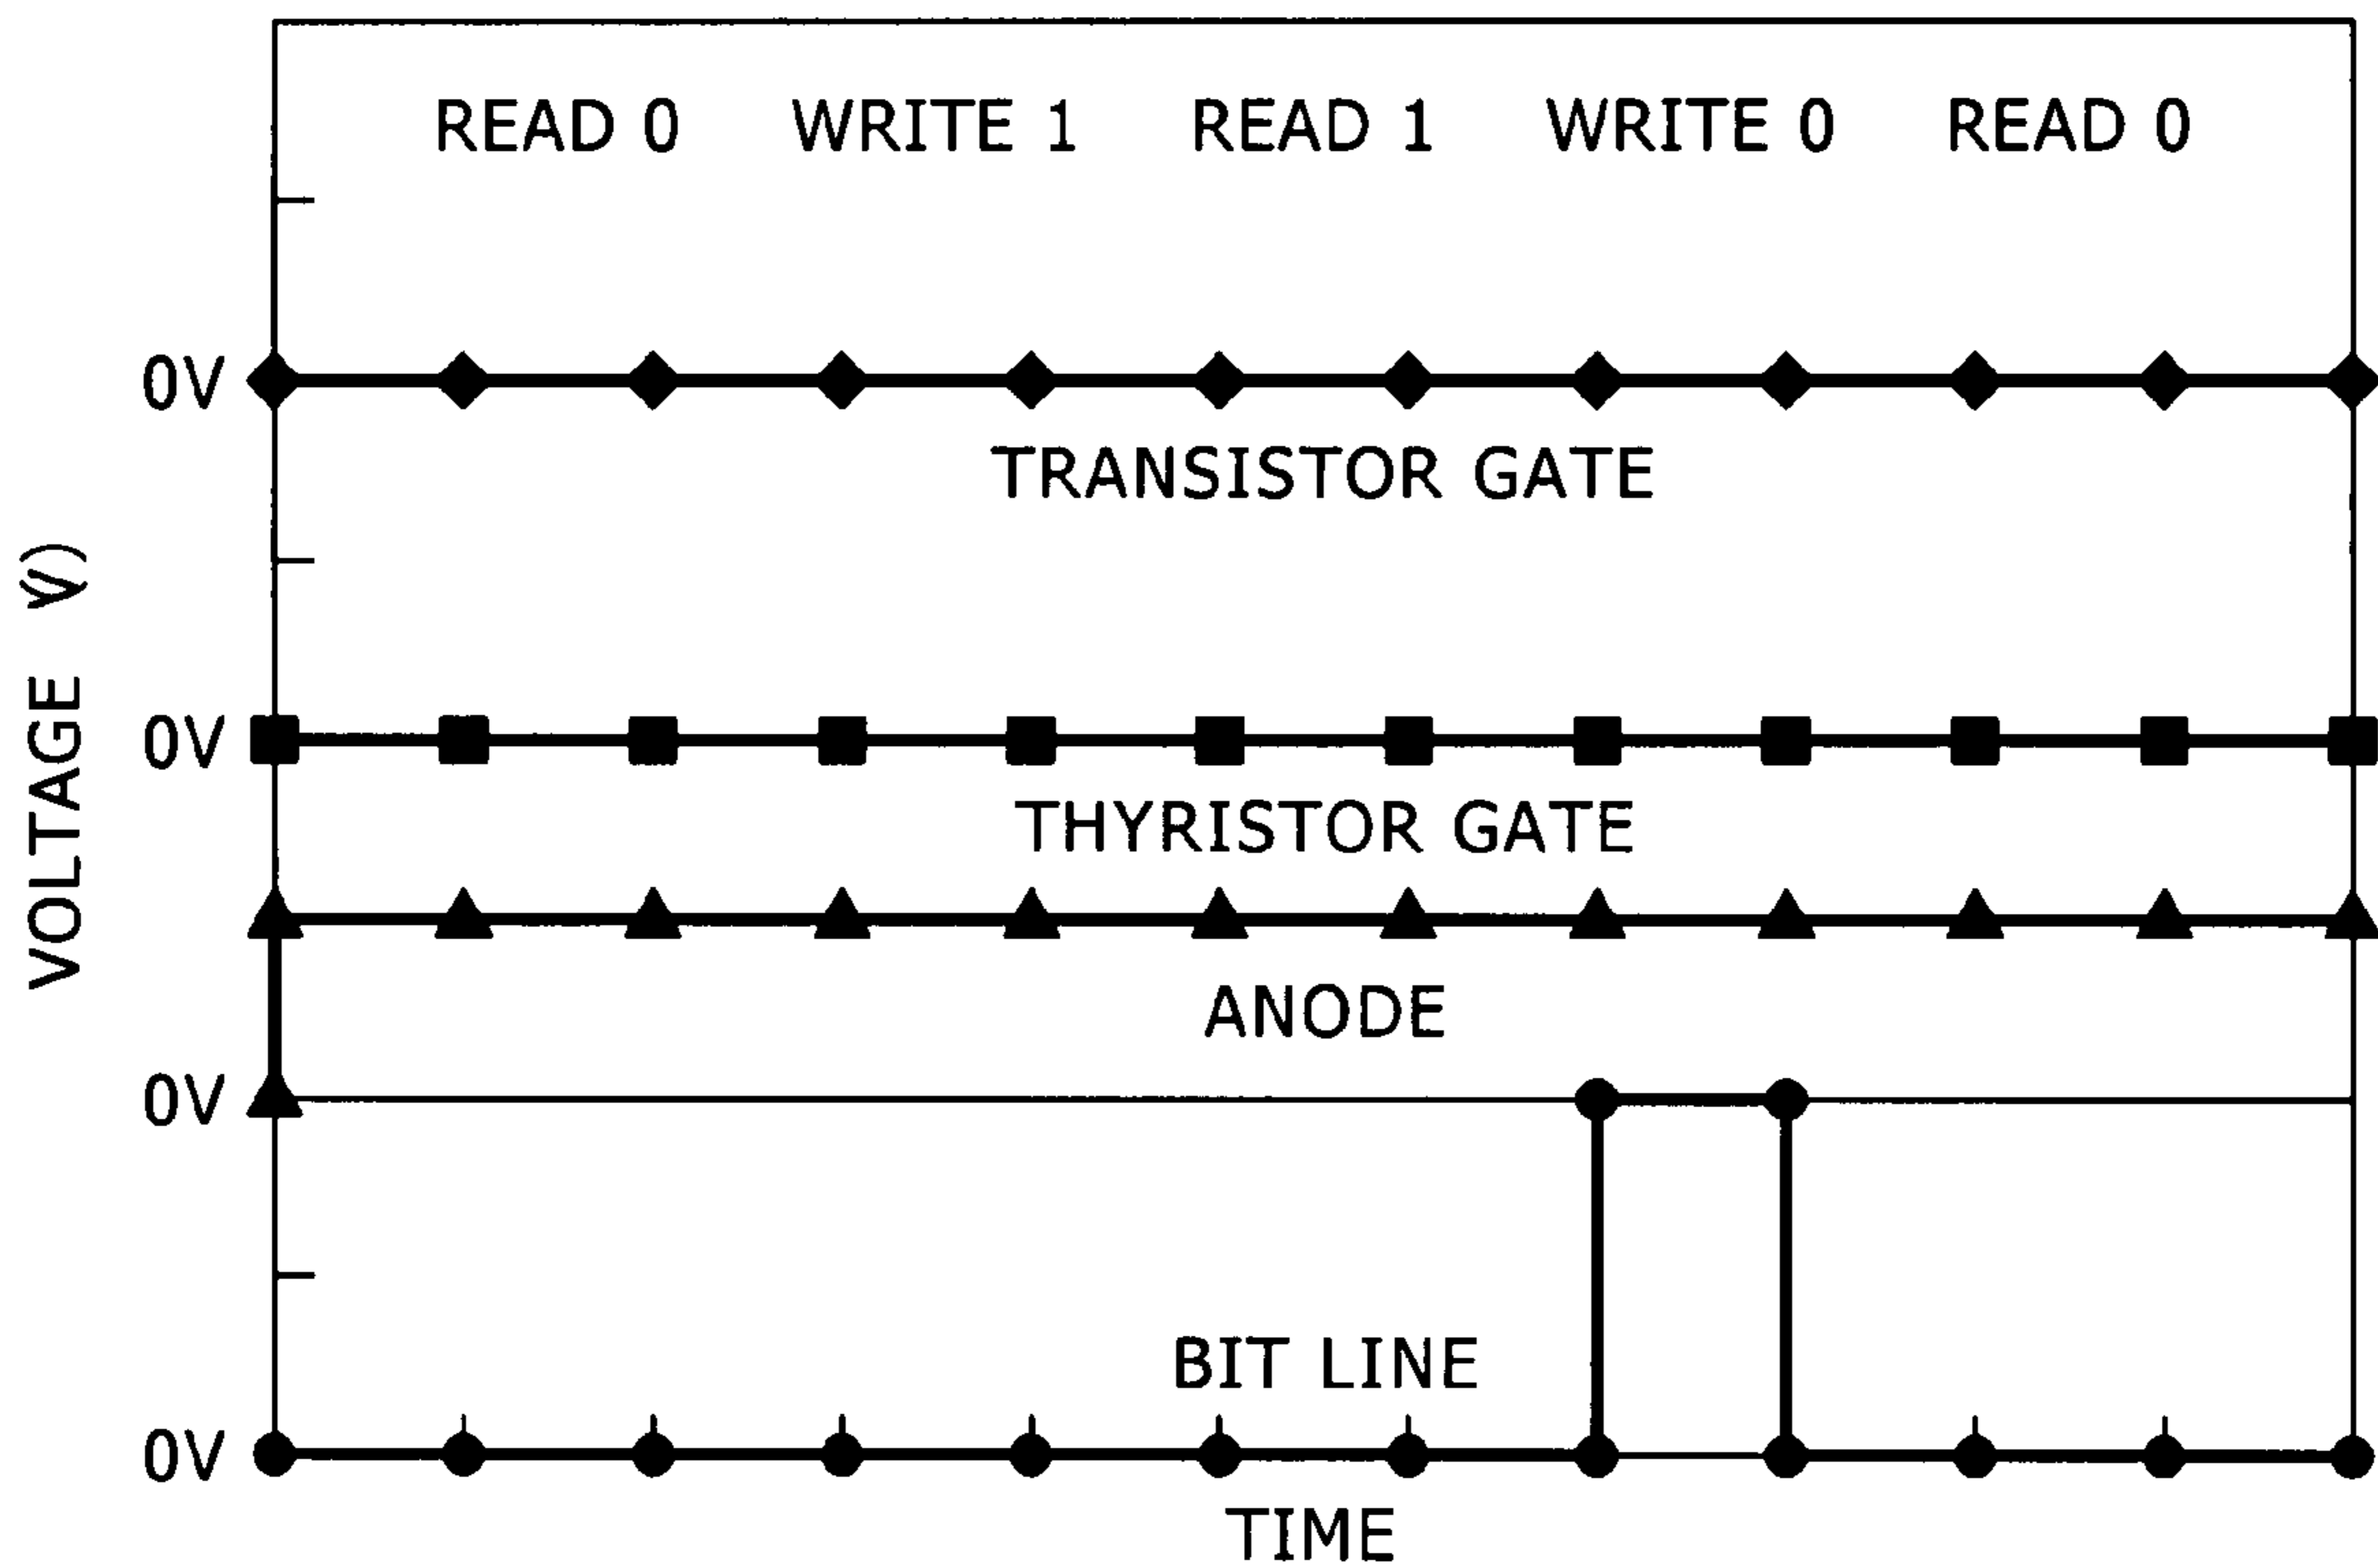 READ 0 WRITE 1 READ 1 WRITE 0 READ 0
0V
TRANSISTOR GATE
VOLTAGE V)
0V
THYRISTOR GATE
ANODE
0V
BIT LINE
0V
TIME